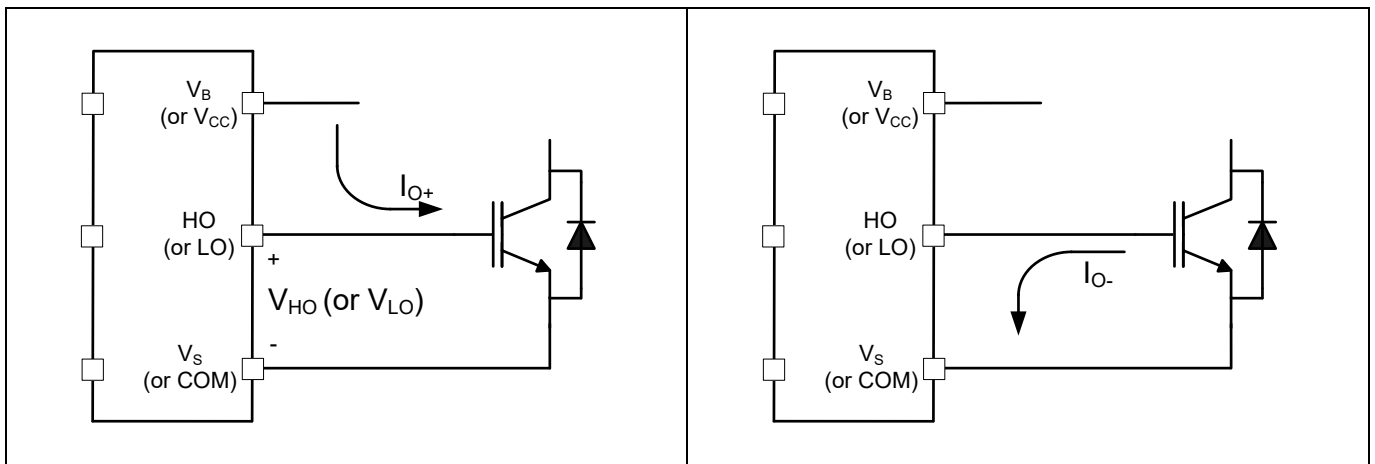 V_B
(or V_CC)
I_O+
HO
(or LO)
+
V_HO (or V_LO)
-
V_S
(or COM)
V_B
(or V_CC)
HO
(or LO)
I_O-
V_S
(or COM)